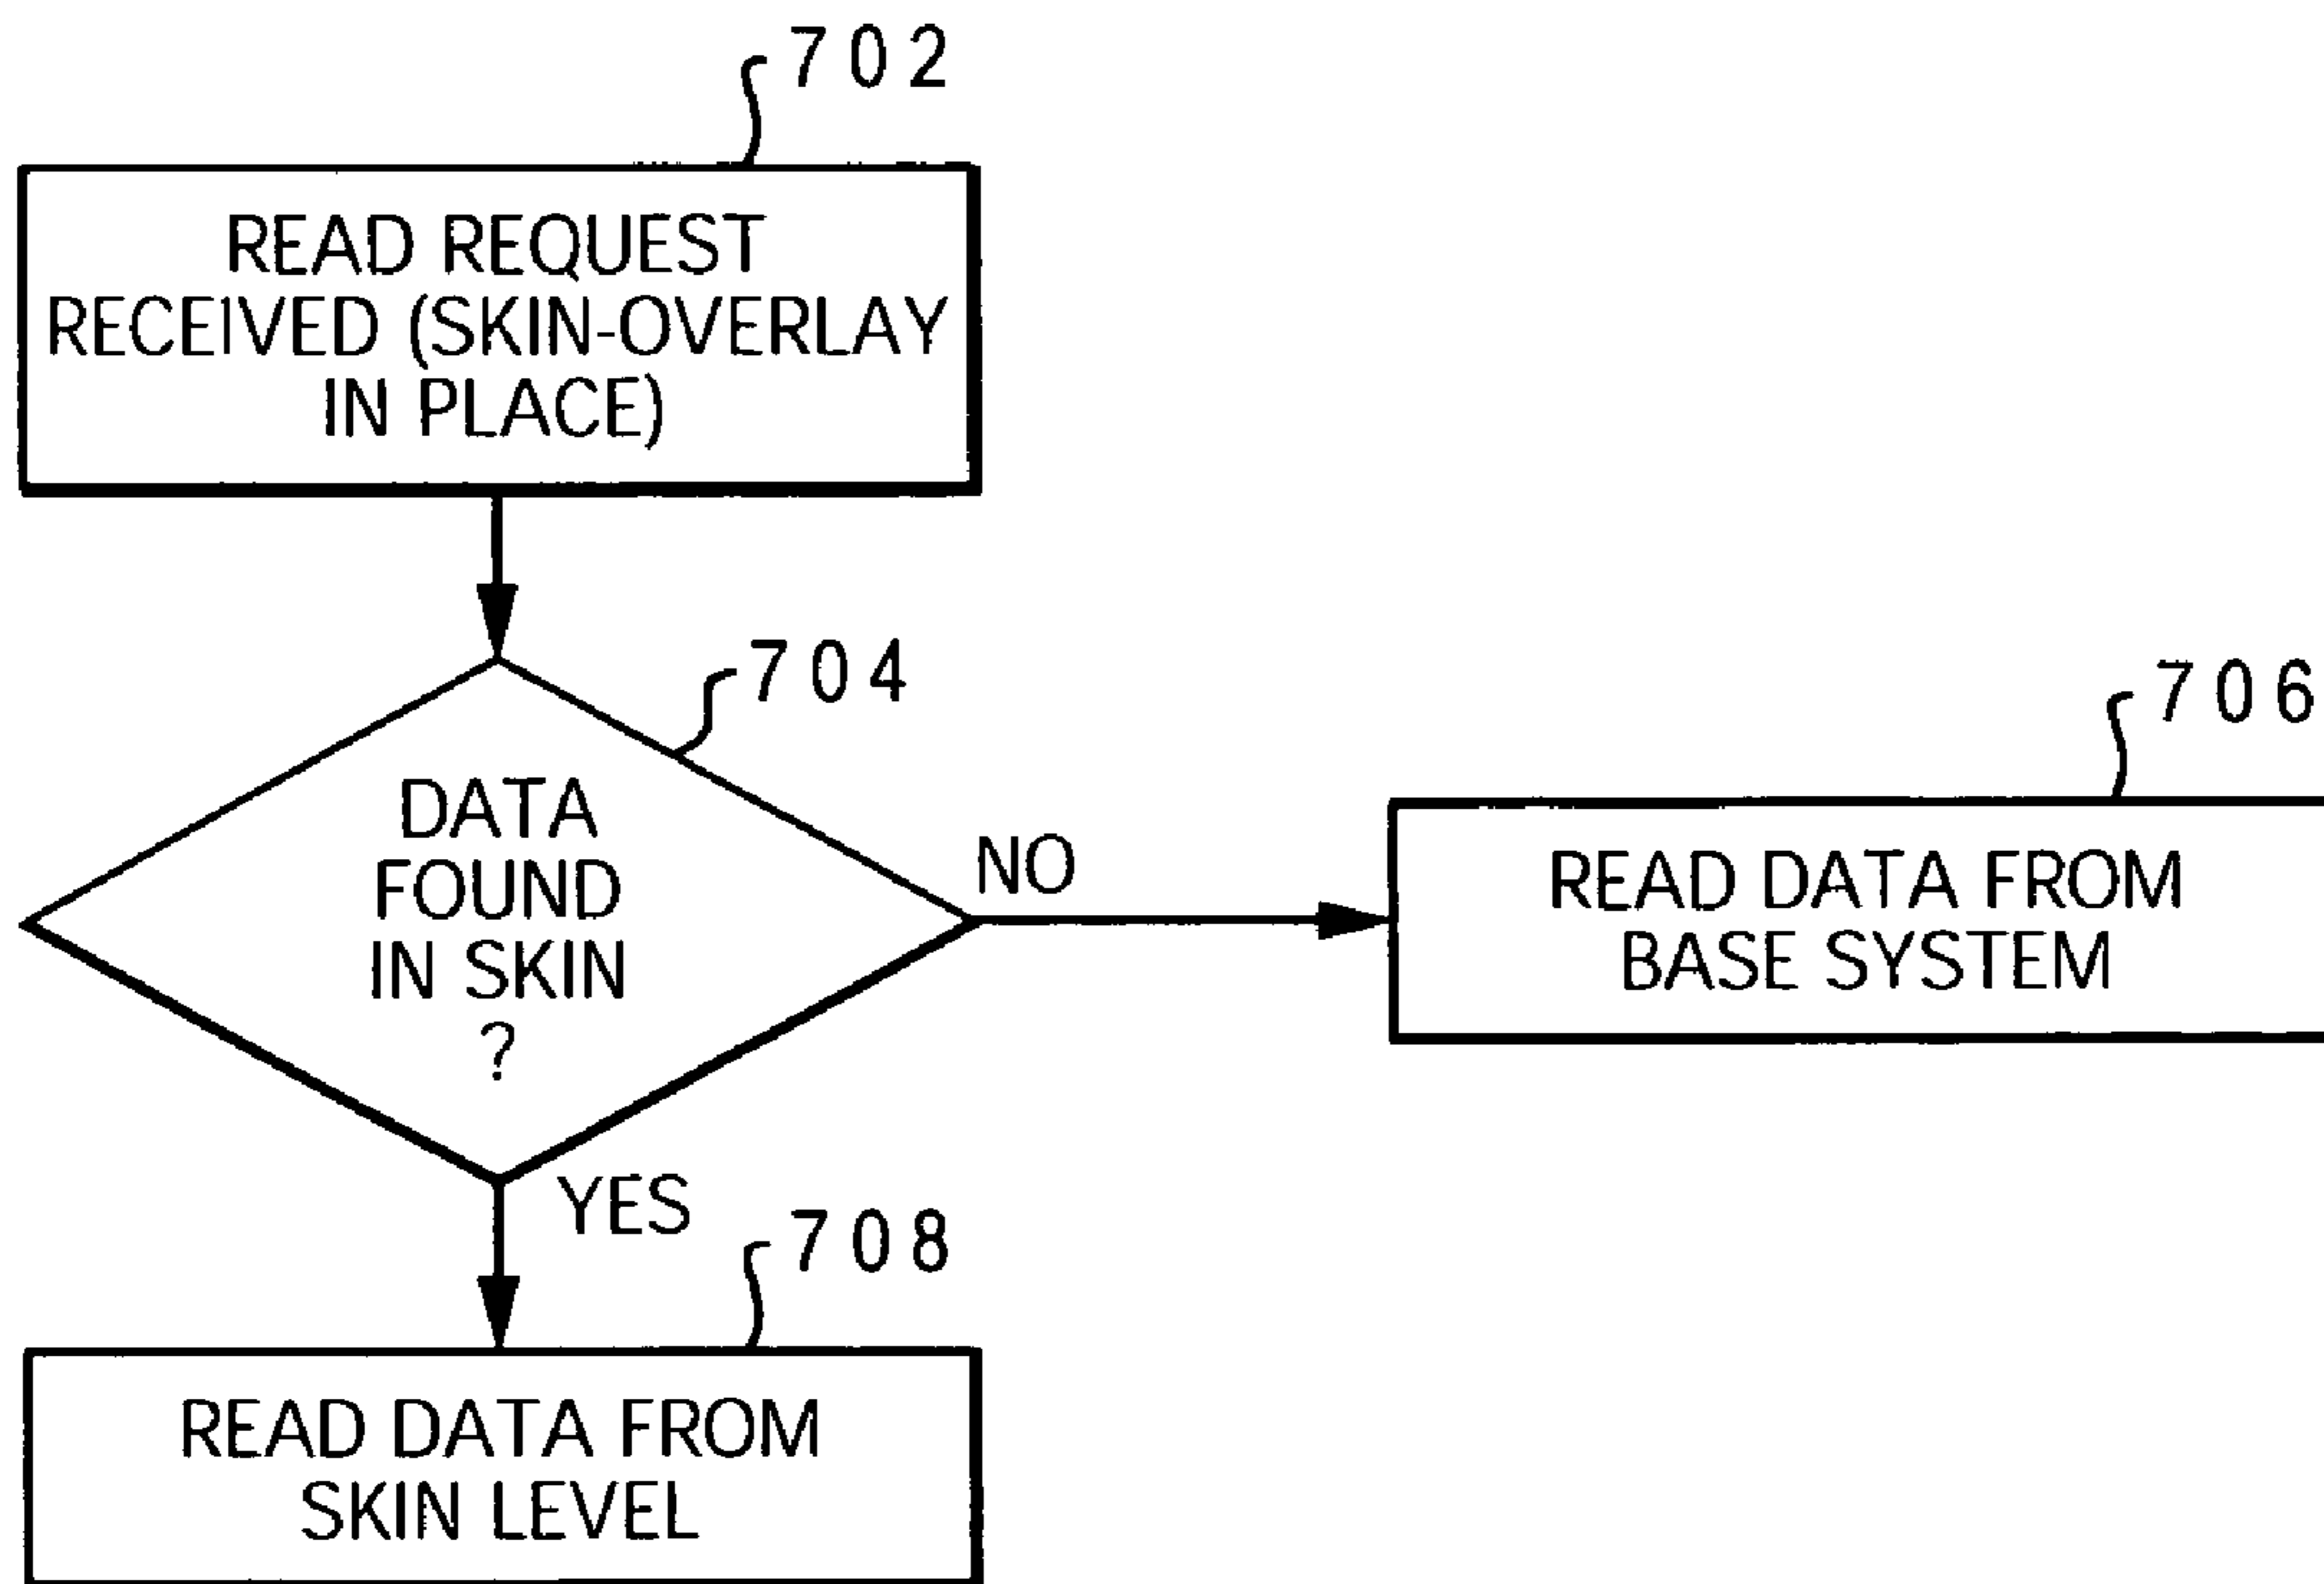 702
READ REQUEST
RECEIVED (SKIN-OVERLAY
IN PLACE)
704
DATA
FOUND
IN SKIN
?
NO
706
READ DATA FROM
BASE SYSTEM
YES
708
READ DATA FROM
SKIN LEVEL